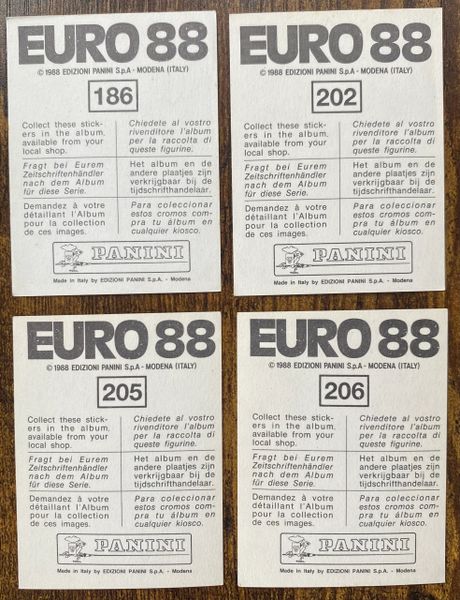 EURO 88
© 1988 EDIZIONI PANINI S.p.A - MODENA (ITALY)
186
Collect these stick-
ers in the album,
available from your
local shop.
Chiedete al vostro
rivenditore l'album
per la raccolta di
queste figurine.
Fragt bei Eurem
Zeitschriftenhändler
nach dem Album
für diese Serie.
Het album en de
andere plaatjes zijn
verkrijgbaar bij de
tijdschrifthandelaar.
Demandez à votre
détaillant l'Album
pour la collection
de ces images.
Para coleccionar
estos cromos com-
pra tu álbum en
cualquier kiosco.
PANINI
Made in Italy by EDIZIONI PANINI S.p.A. - Modena
EURO 88
© 1988 EDIZIONI PANINI S.p.A - MODENA (ITALY)
202
Collect these stick-
ers in the album,
available from your
local shop.
Chiedete al vostro
rivenditore l'album
per la raccolta di
queste figurine.
Fragt bei Eurem
Zeitschriftenhändler
nach dem Album
für diese Serie.
Het album en de
andere plaatjes zijn
verkrijgbaar bij de
tijdschrifthandelaar.
Demandez à votre
détaillant l'Album
pour la collection
de ces images.
Para coleccionar
estos cromos com-
pra tu álbum en
cualquier kiosco.
PANINI
Made in Italy by EDIZIONI PANINI S.p.A. - Modena
EURO 88
© 1988 EDIZIONI PANINI S.p.A - MODENA (ITALY)
205
Collect these stick-
ers in the album,
available from your
local shop.
Chiedete al vostro
rivenditore l'album
per la raccolta di
queste figurine.
Fragt bei Eurem
Zeitschriftenhändler
nach dem Album
für diese Serie.
Het album en de
andere plaatjes zijn
verkrijgbaar bij de
tijdschrifthandelaar.
Demandez à votre
détaillant l'Album
pour la collection
de ces images.
Para coleccionar
estos cromos com-
pra tu álbum en
cualquier kiosco.
PANINI
Made in Italy by EDIZIONI PANINI S.p.A. - Modena
EURO 88
© 1988 EDIZIONI PANINI S.p.A - MODENA (ITALY)
206
Collect these stick-
ers in the album,
available from your
local shop.
Chiedete al vostro
rivenditore l'album
per la raccolta di
queste figurine.
Fragt bei Eurem
Zeitschriftenhändler
nach dem Album
für diese Serie.
Het album en de
andere plaatjes zijn
verkrijgbaar bij de
tijdschrifthandelaar.
Demandez à votre
détaillant l'Album
pour la collection
de ces images.
Para coleccionar
estos cromos com-
pra tu álbum en
cualquier kiosco.
PANINI
Made in Italy by EDIZIONI PANINI S.p.A. - Modena